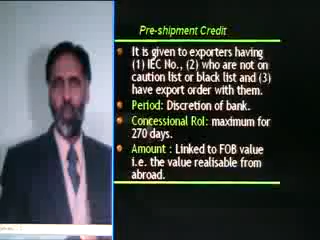 Pre-shipment Credit
It is given to exporters having
(1) IEC No., (2) who are not on
caution list or black list and (3)
have export order with them.
Period: Discretion of bank.
Concessional RoI: maximum for
270 days.
Amount : Linked to FOB value
i.e. the value realisable from
abroad.